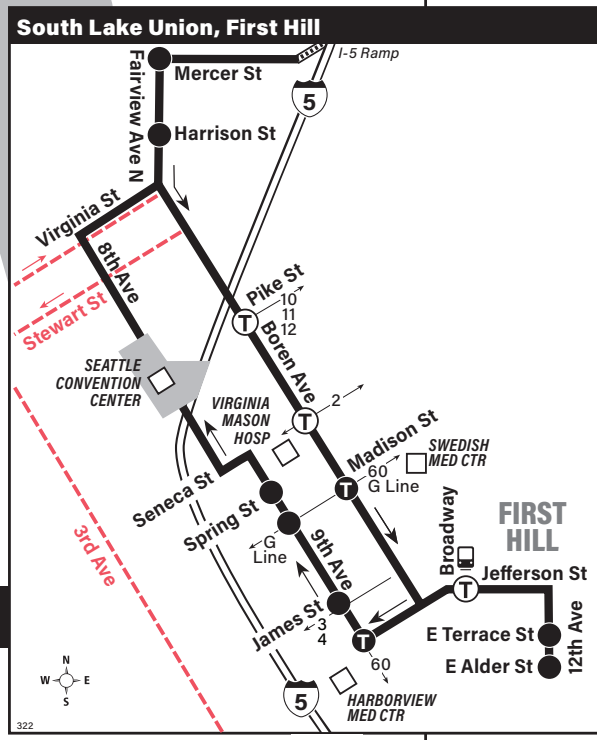 South Lake Union, First Hill
I-5 Ramp
Mercer St
Fairview Ave N
5
Harrison St
Virginia St
8th Ave
Stewart St
Pike St
10
11
12
T
Boren Ave
SEATTLE
CONVENTION
CENTER
VIRGINIA
MASON
HOSP
2
T
Madison St
60
G Line
T
SWEDISH
MED CTR
Seneca St
Spring St
G
Line
9th Ave
3rd Ave
Broadway
FIRST
HILL
T
Jefferson St
James St
3
4
T
60
E Terrace St
E Alder St
12th Ave
N
W
E
S
5
HARBORVIEW
MED CTR
322